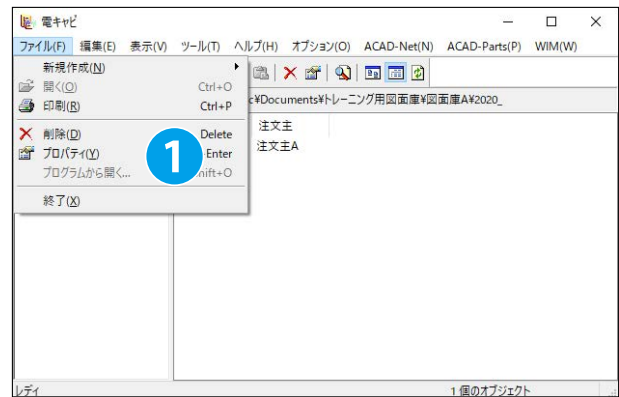 電キャビ
ファイル(F) 編集(E) 表示(V) ツール(T) ヘルプ(H) オプション(O) ACAD-Net(N) ACAD-Parts(P) WIM(W)
新規作成(N)
開く(O) Ctrl+O
印刷(R) Ctrl+P
c¥Documents¥トレーニング用図面庫¥図面庫A¥2020_
注文主
削除(D) Delete
注文主A
プロパティ(Y) Enter
1
プログラムから開く... hift+O
終了(X)
レディ 1 個のオブジェクト